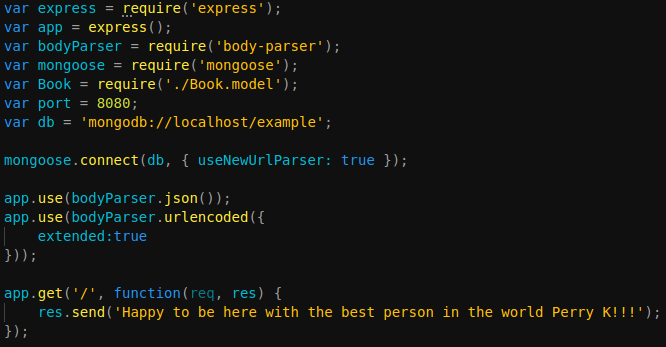 var express = require('express');
var app = express();
var bodyParser = require('body-parser');
var mongoose = require('mongoose');
var Book = require('./Book.model');
var port = 8080;
var db = 'mongodb://localhost/example';
mongoose.connect(db, { useNewUrlParser: true });
app.use(bodyParser.json());
app.use(bodyParser.urlencoded({
extended:true
}));
app.get('/', function(req, res) {
res.send('Happy to be here with the best person in the world Perry K!!!');
});